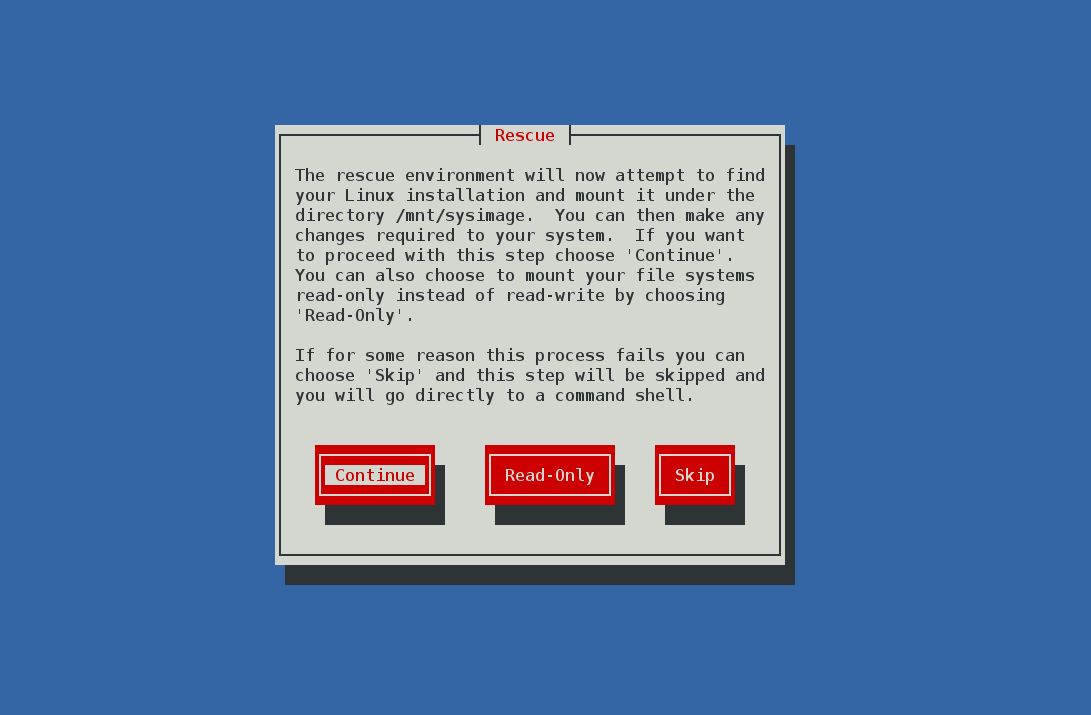 Rescue
The rescue environment will now attempt to find
your Linux installation and mount it under the
directory /mnt/sysimage.  You can then make any
changes required to your system.  If you want
to proceed with this step choose 'Continue'.
You can also choose to mount your file systems
read-only instead of read-write by choosing
'Read-Only'.
If for some reason this process fails you can
choose 'Skip' and this step will be skipped and
you will go directly to a command shell.
Continue Read-Only Skip